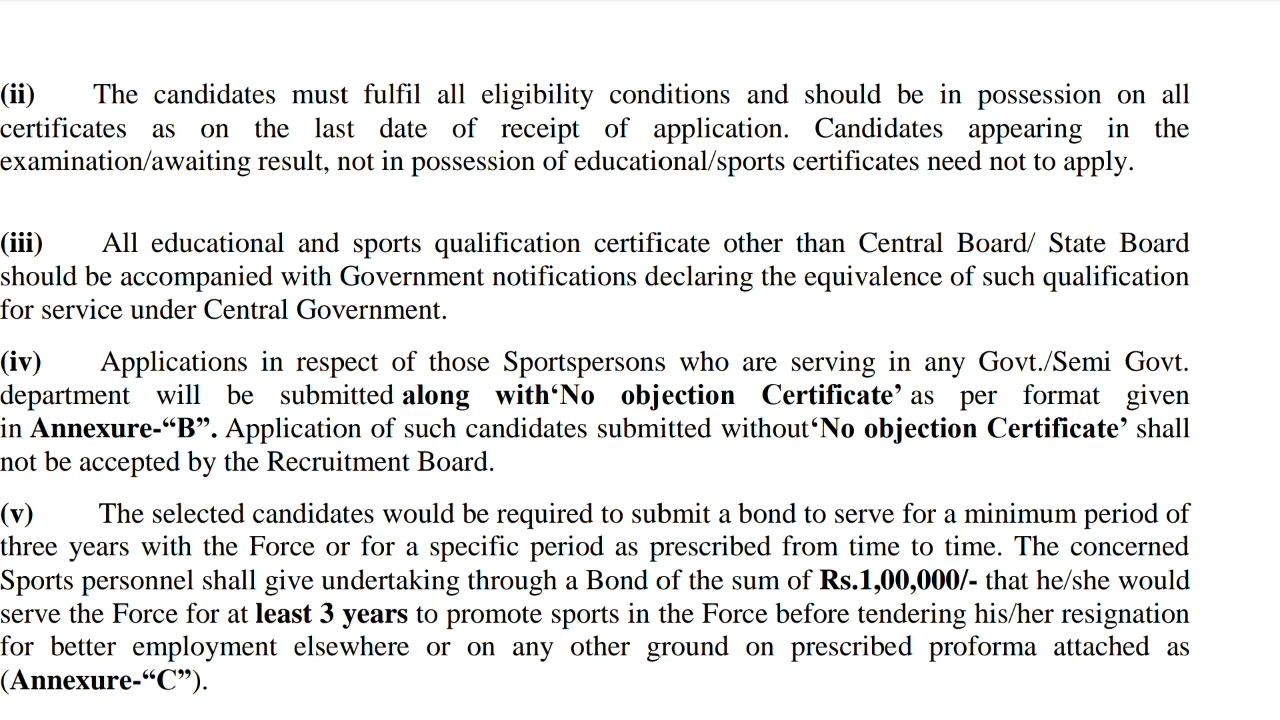 (ii) The candidates must fulfil all eligibility conditions and should be in possession on all
certificates as on the last date of receipt of application. Candidates appearing in the
examination/awaiting result, not in possession of educational/sports certificates need not to apply.
(iii) All educational and sports qualification certificate other than Central Board/ State Board
should be accompanied with Government notifications declaring the equivalence of such qualification
for service under Central Government.
(iv) Applications in respect of those Sportspersons who are serving in any Govt./Semi Govt.
department will be submitted along with‘No objection Certificate’ as per format given
in Annexure-“B”. Application of such candidates submitted without‘No objection Certificate’ shall
not be accepted by the Recruitment Board.
(v) The selected candidates would be required to submit a bond to serve for a minimum period of
three years with the Force or for a specific period as prescribed from time to time. The concerned
Sports personnel shall give undertaking through a Bond of the sum of Rs.1,00,000/- that he/she would
serve the Force for at least 3 years to promote sports in the Force before tendering his/her resignation
for better employment elsewhere or on any other ground on prescribed proforma attached as
(Annexure-“C”).